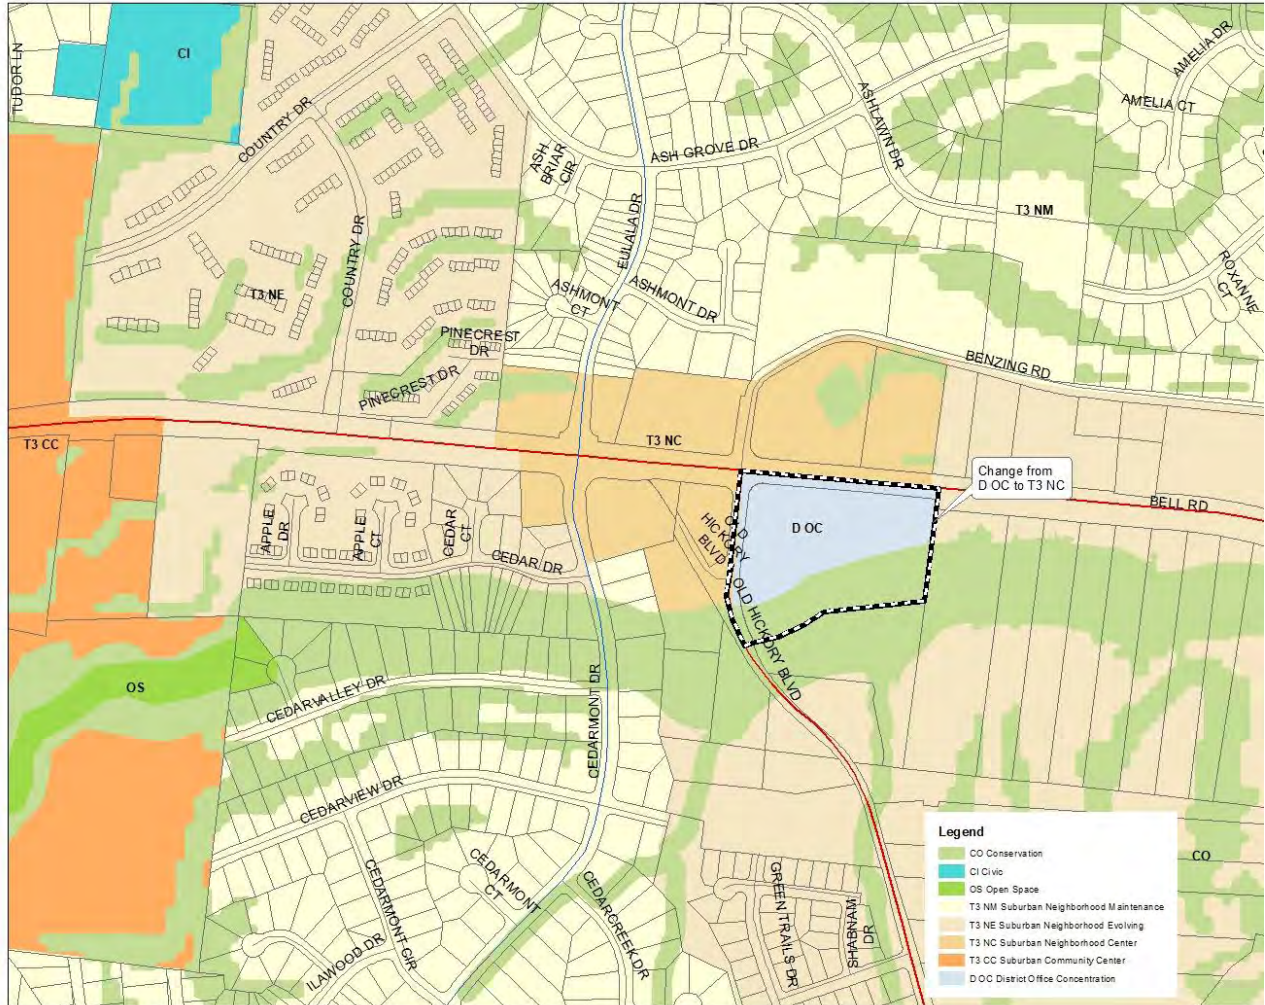 TUDOR LN
CI
COUNTRY DR
COUNTRY DR
T3 NE
PINECREST
DR
PINECREST DR
ASH
BRIAR
CIR
ASH GROVE DR
EULALA DR
ASHMONT
CT
ASHMONT DR
ASHLAWN DR
AMELIA DR
AMELIA CT
T3 NM
ROXANNE
CT
BENZING RD
T3 CC
T3 NC
Change from
D OC to T3 NC
BELL RD
D OC
OLD
HICKORY
BLVD
OLD HICKORY BLVD
APPLE
DR
APPLE
CT
CEDAR
CT
CEDAR DR
OS
CEDARVALLEY DR
CEDARMONT DR
CEDARVIEW DR
CEDARMONT
CT
CEDARMONT CIR
ILAWOOD DR
CEDARCREEK DR
GREEN TRAILS DR
SHABNAM
DR
CO
Legend
CO Conservation
CI Civic
OS Open Space
T3 NM Suburban Neighborhood Maintenance
T3 NE Suburban Neighborhood Evolving
T3 NC Suburban Neighborhood Center
T3 CC Suburban Community Center
D OC District Office Concentration